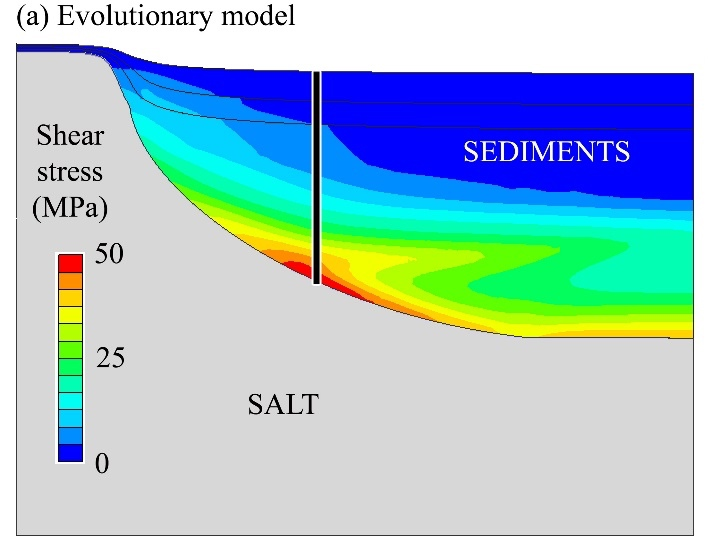 (a) Evolutionary model
Shear
stress
(MPa)
SEDIMENTS
50
25
0
SALT